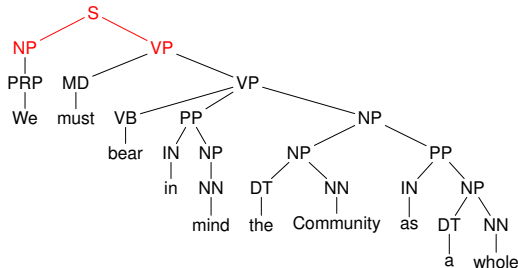 S
NP VP
PRP MD VP
We must VB PP NP
bear IN NP NP PP
in NN DT NN IN NP
mind the Community as DT NN
a whole